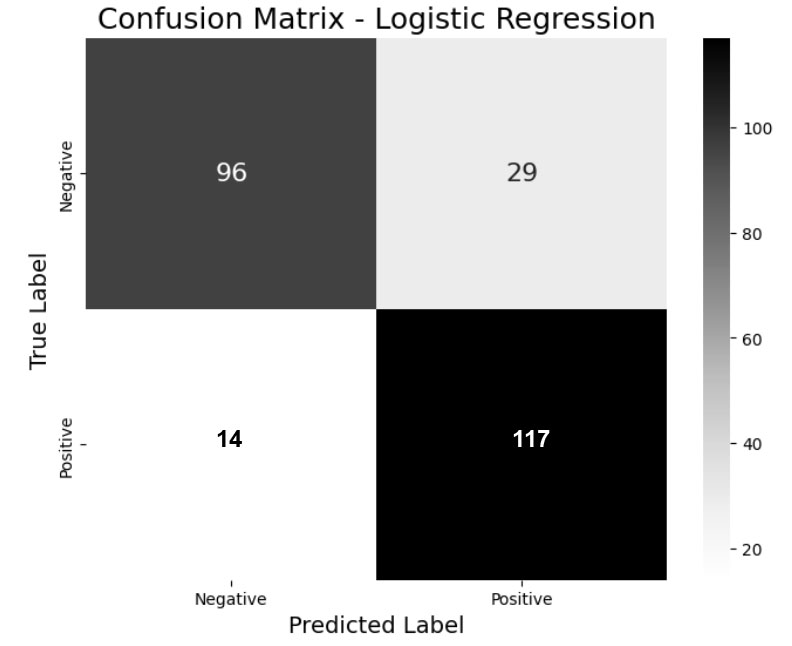 Confusion Matrix - Logistic Regression
True Label
Negative
Positive
96
29
14
117
Negative
Positive
Predicted Label
100
80
60
40
20